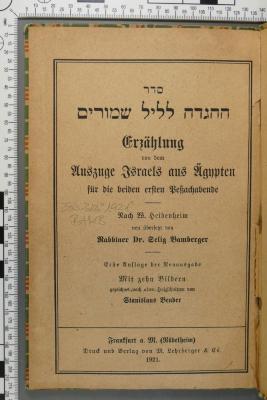 סדר
ההגדה לליל שמורים
Erzählung
von dem
Auszuge Israels aus Ägypten
für die beiden ersten Peßachabende
Nach W. Heidenheim
neu übersetzt von
Rabbiner Dr. Selig Bamberger
Erste Auflage der Neuausgabe
Mit zehn Bildern
gezeichnet nach alten Holzschnitten von
Stanislaus Bender
Frankfurt a. M. (Rödelheim)
Druck und Verlag von M. Lehrberger & Co.
1921.